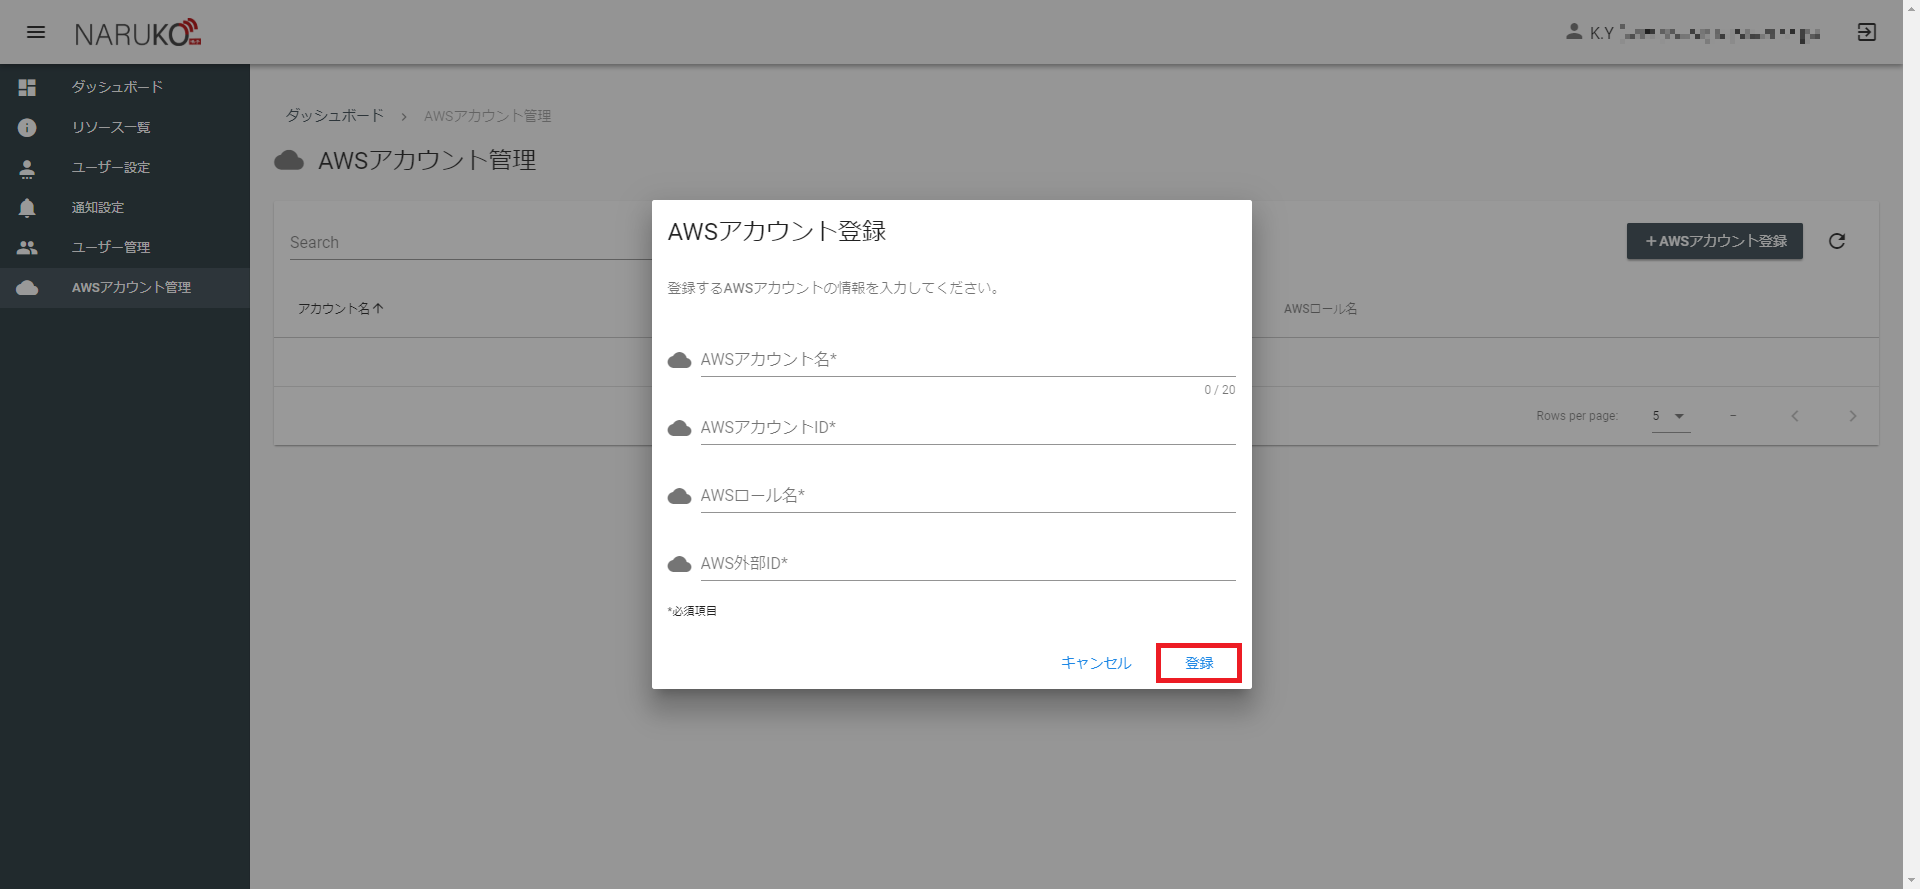 NARUKO
K.Y
ダッシュボード
リソース一覧
ユーザー設定
通知設定
ユーザー管理
AWSアカウント管理
ダッシュボード › AWSアカウント管理
AWSアカウント管理
Search
+AWSアカウント登録
アカウント名↑
AWSロール名
Rows per page: 5 –
AWSアカウント登録
登録するAWSアカウントの情報を入力してください。
AWSアカウント名*
0 / 20
AWSアカウントID*
AWSロール名*
AWS外部ID*
*必須項目
キャンセル 登録